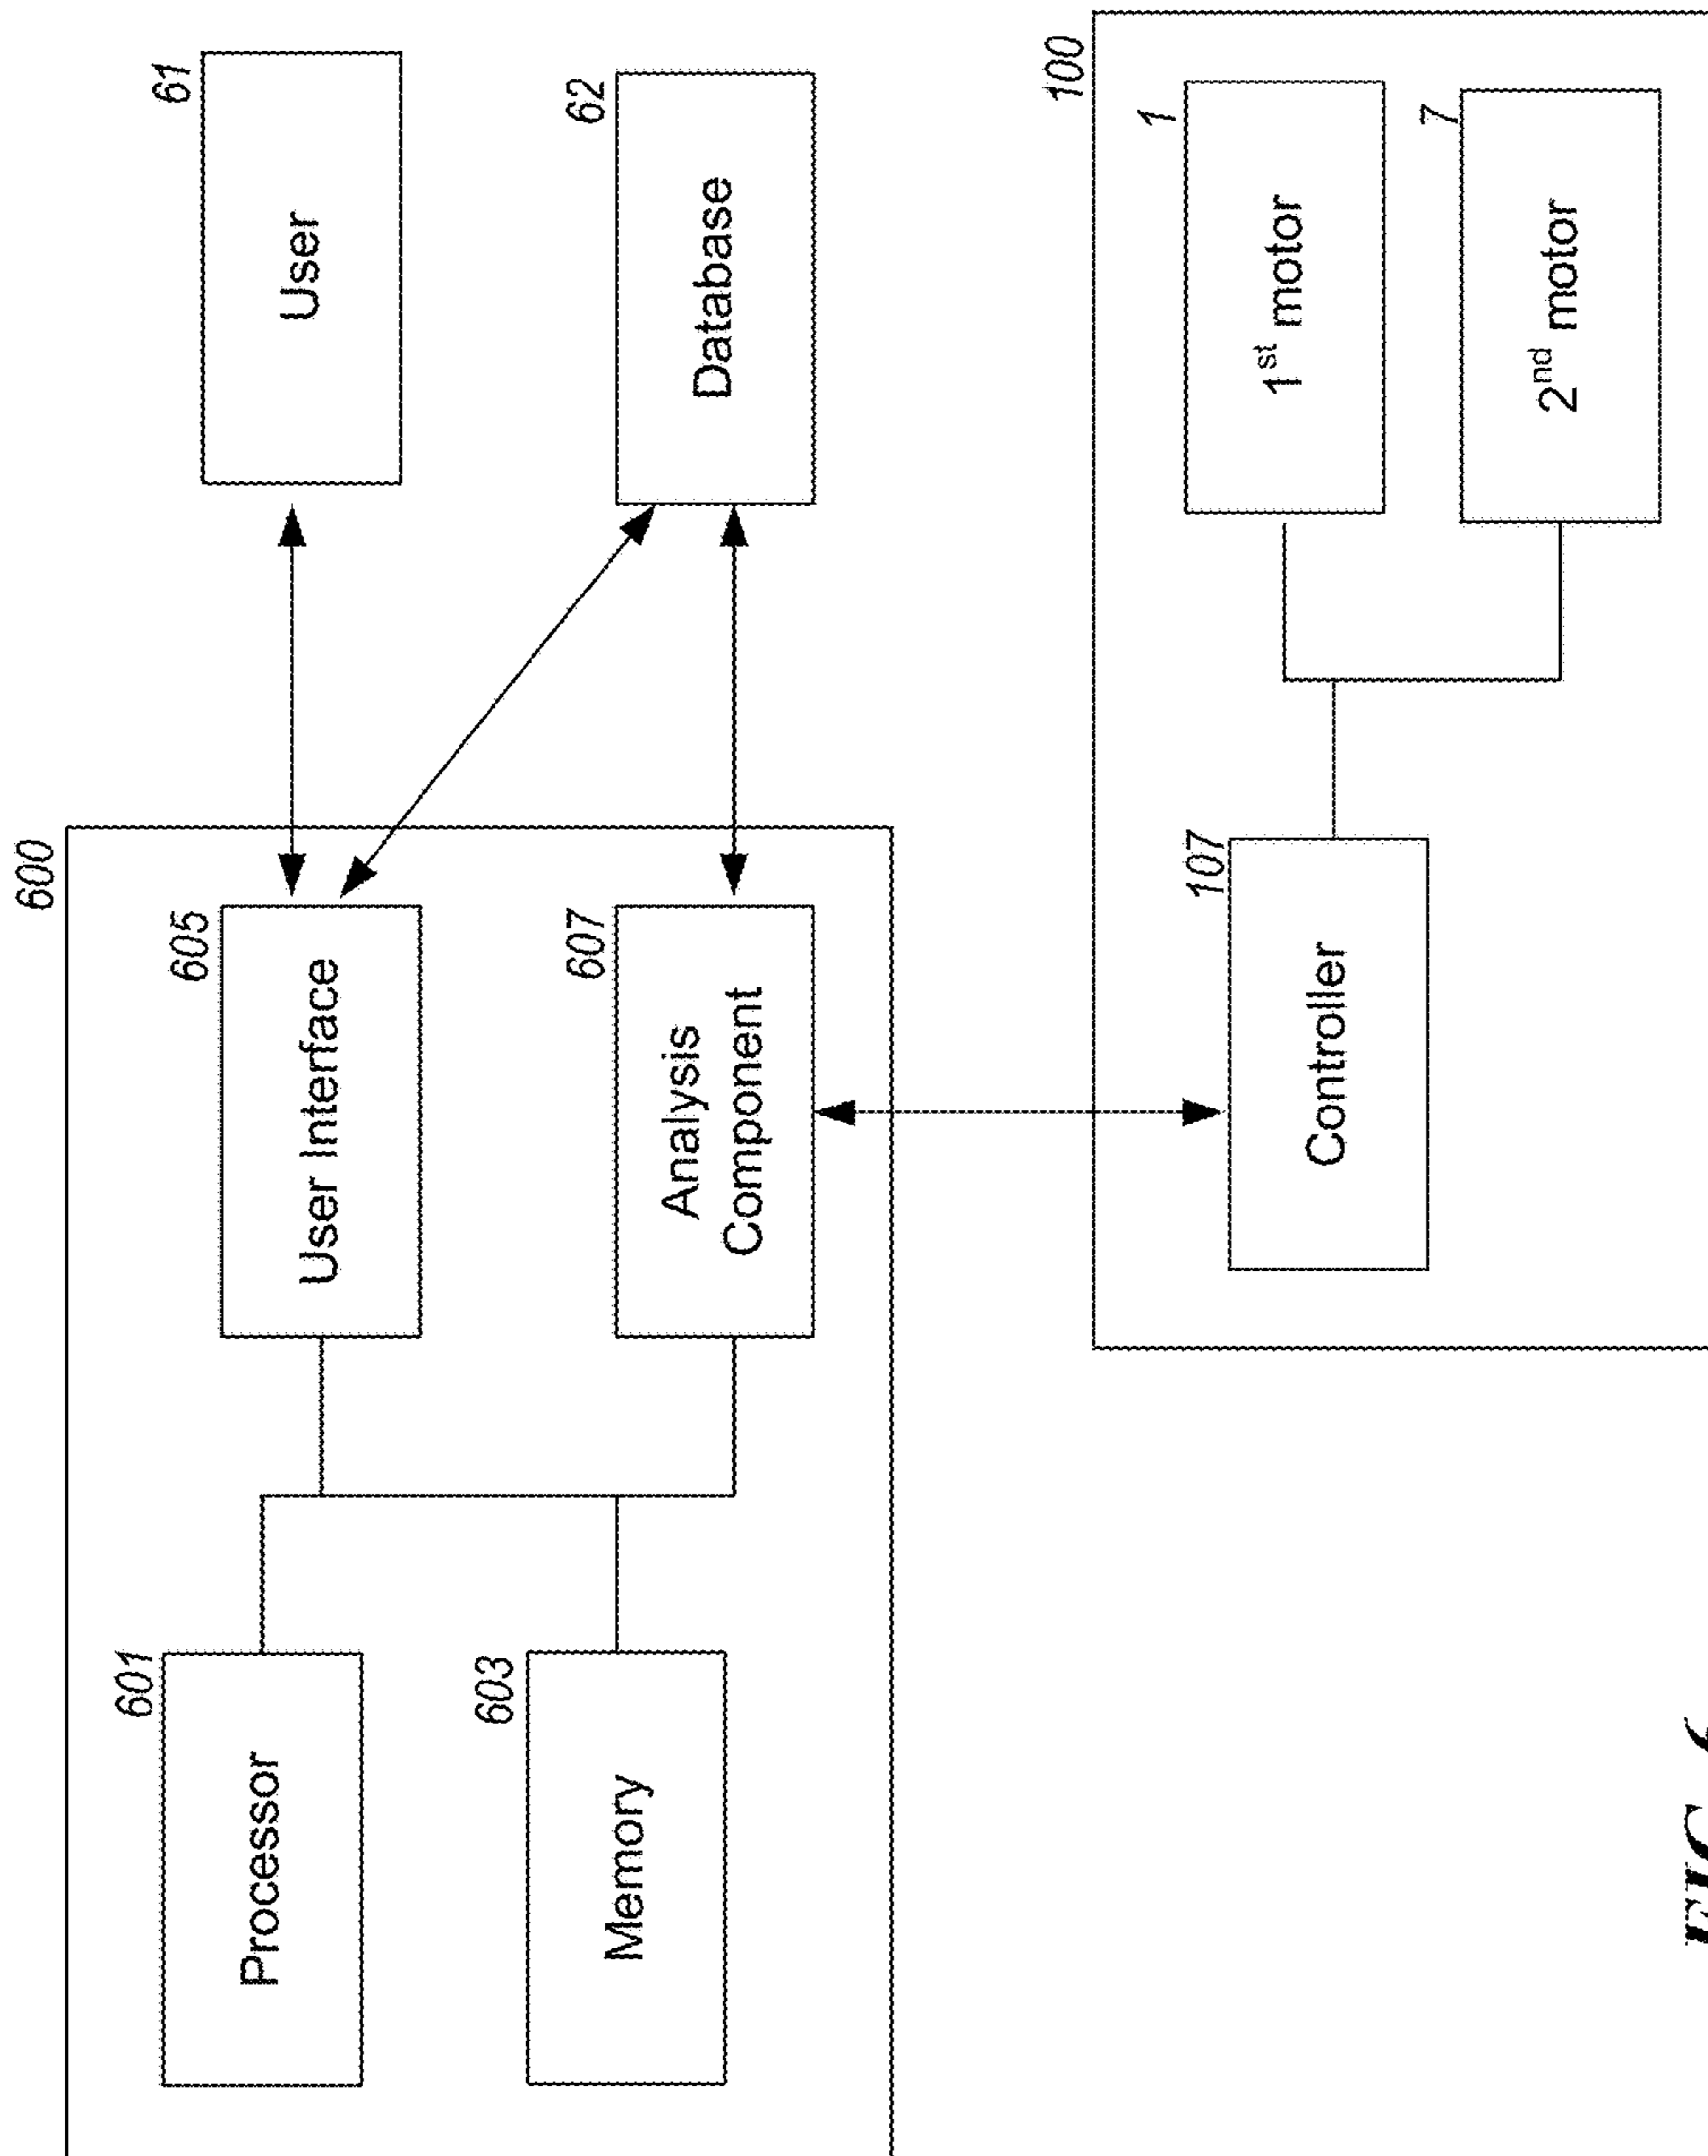 600
601
605
61
Processor
User Interface
User
603
607
62
Memory
Analysis
Component
Database
100
107
1
Controller
1st motor
7
2nd motor
FIG